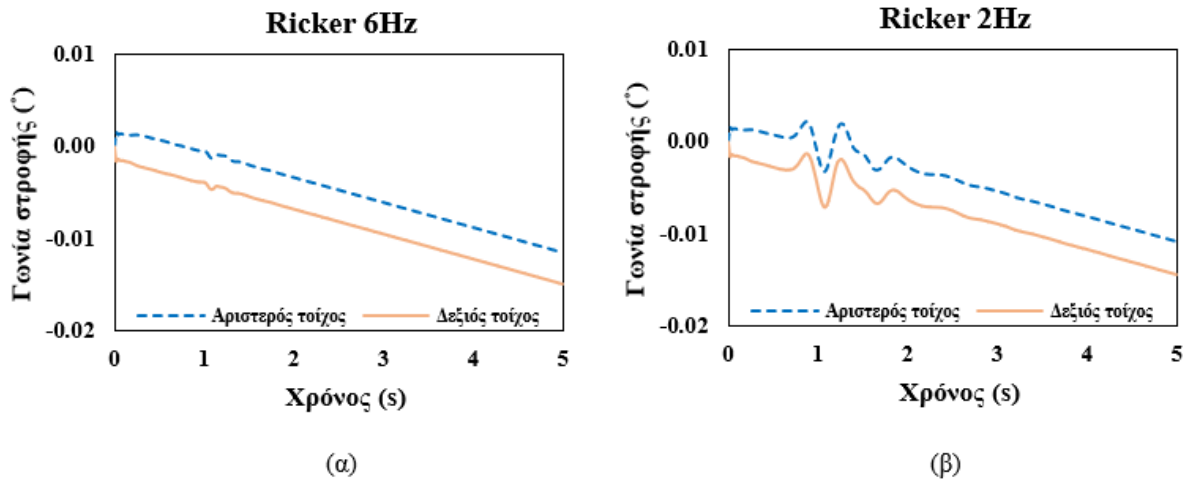 Ricker 6Hz
Γωνία στροφής (˚)
0.01
0.00
-0.01
-0.02
Αριστερός τοίχος
Δεξιός τοίχος
0 1 2 3 4 5
Χρόνος (s)
(α)
Ricker 2Hz
Γωνία στροφής (˚)
0.01
0.00
-0.01
-0.02
Αριστερός τοίχος
Δεξιός τοίχος
0 1 2 3 4 5
Χρόνος (s)
(β)